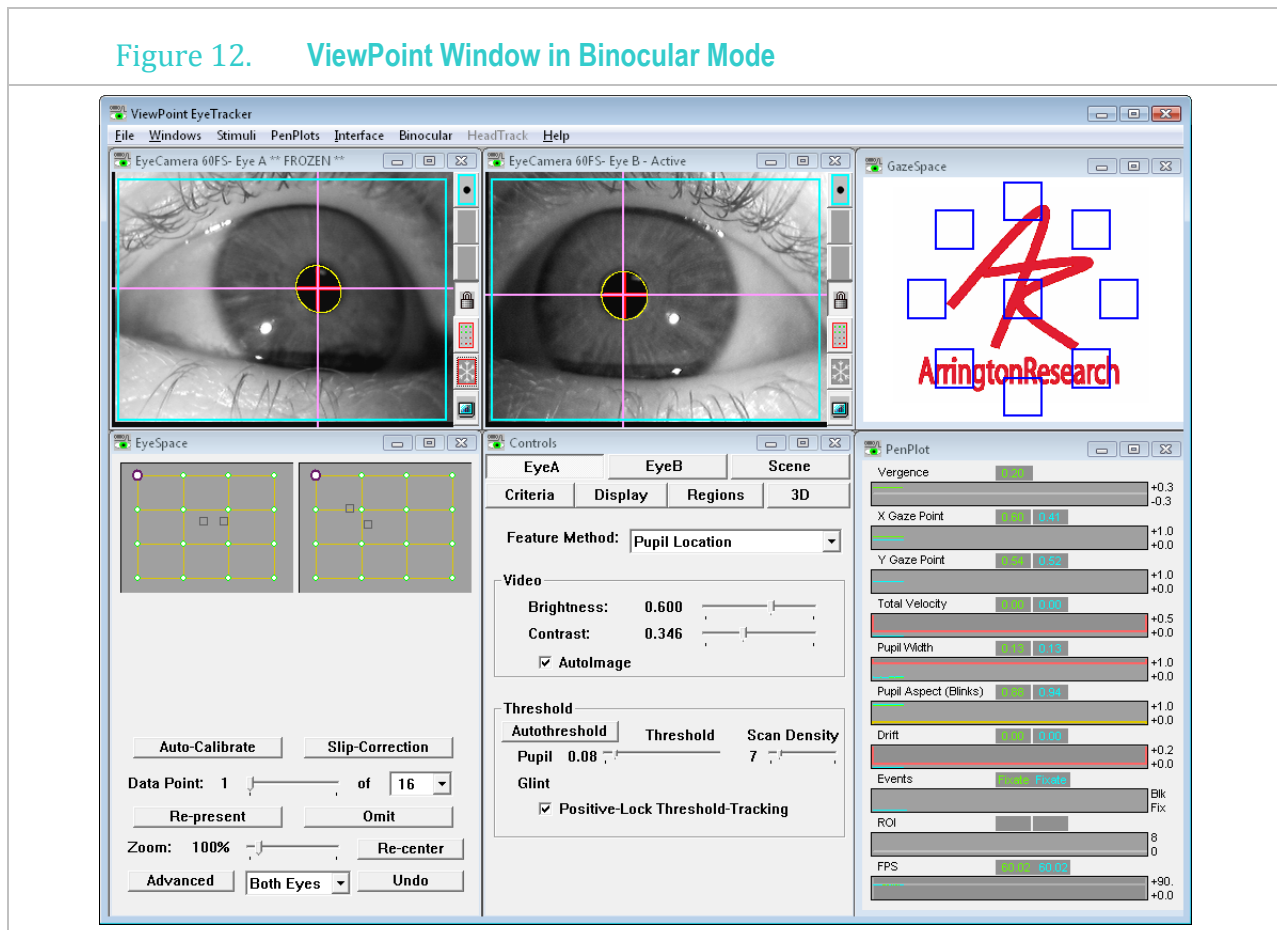 Figure 12. ViewPoint Window in Binocular Mode
ViewPoint EyeTracker
File Windows Stimuli PenPlots Interface Binocular HeadTrack Help
EyeCamera 60FS- Eye A ** FROZEN **
EyeCamera 60FS- Eye B - Active
GazeSpace
ArringtonResearch
EyeSpace
Auto-Calibrate Slip-Correction
Data Point: 1 of 16
Re-present Omit
Zoom: 100% Re-center
Advanced Both Eyes Undo
Controls
EyeA EyeB Scene
Criteria Display Regions 3D
Feature Method: Pupil Location
Video
Brightness: 0.600
Contrast: 0.346
AutoImage
Threshold
Autothreshold Threshold Scan Density
Pupil 0.08 7
Glint
Positive-Lock Threshold-Tracking
PenPlot
Vergence 0.20
+0.3
-0.3
X Gaze Point 0.60 0.41
+1.0
+0.0
Y Gaze Point 0.54 0.52
+1.0
+0.0
Total Velocity 0.00 0.00
+0.5
+0.0
Pupil Width 0.13 0.13
+1.0
+0.0
Pupil Aspect (Blinks) 0.94
+1.0
+0.0
Drift 0.00 0.00
+0.2
+0.0
Events Fixate Fixate
Blk
Fix
ROI
8
0
FPS 60.02 60.02
+90.
+0.0